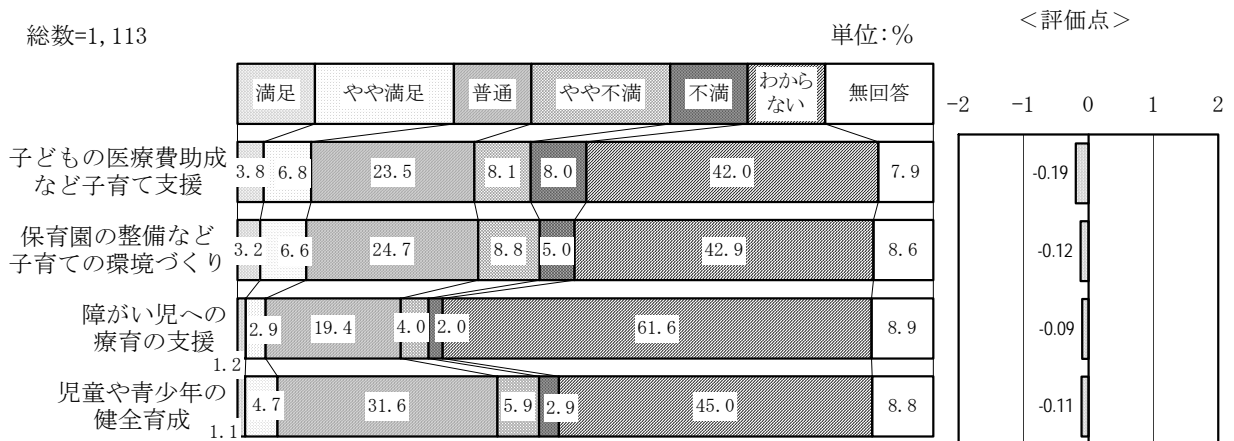 ＜評価点＞
総数=1,113
単位：％
満足
やや満足
普通
やや不満
不満
わから
ない
無回答
-2
-1
0
1
2
子どもの医療費助成
など子育て支援
3.8
6.8
23.5
8.1
8.0
42.0
7.9
-0.19
保育園の整備など
子育ての環境づくり
3.2
6.6
24.7
8.8
5.0
42.9
8.6
-0.12
障がい児への
療育の支援
1.2
2.9
19.4
4.0
2.0
61.6
8.9
-0.09
児童や青少年の
健全育成
1.1
4.7
31.6
5.9
2.9
45.0
8.8
-0.11